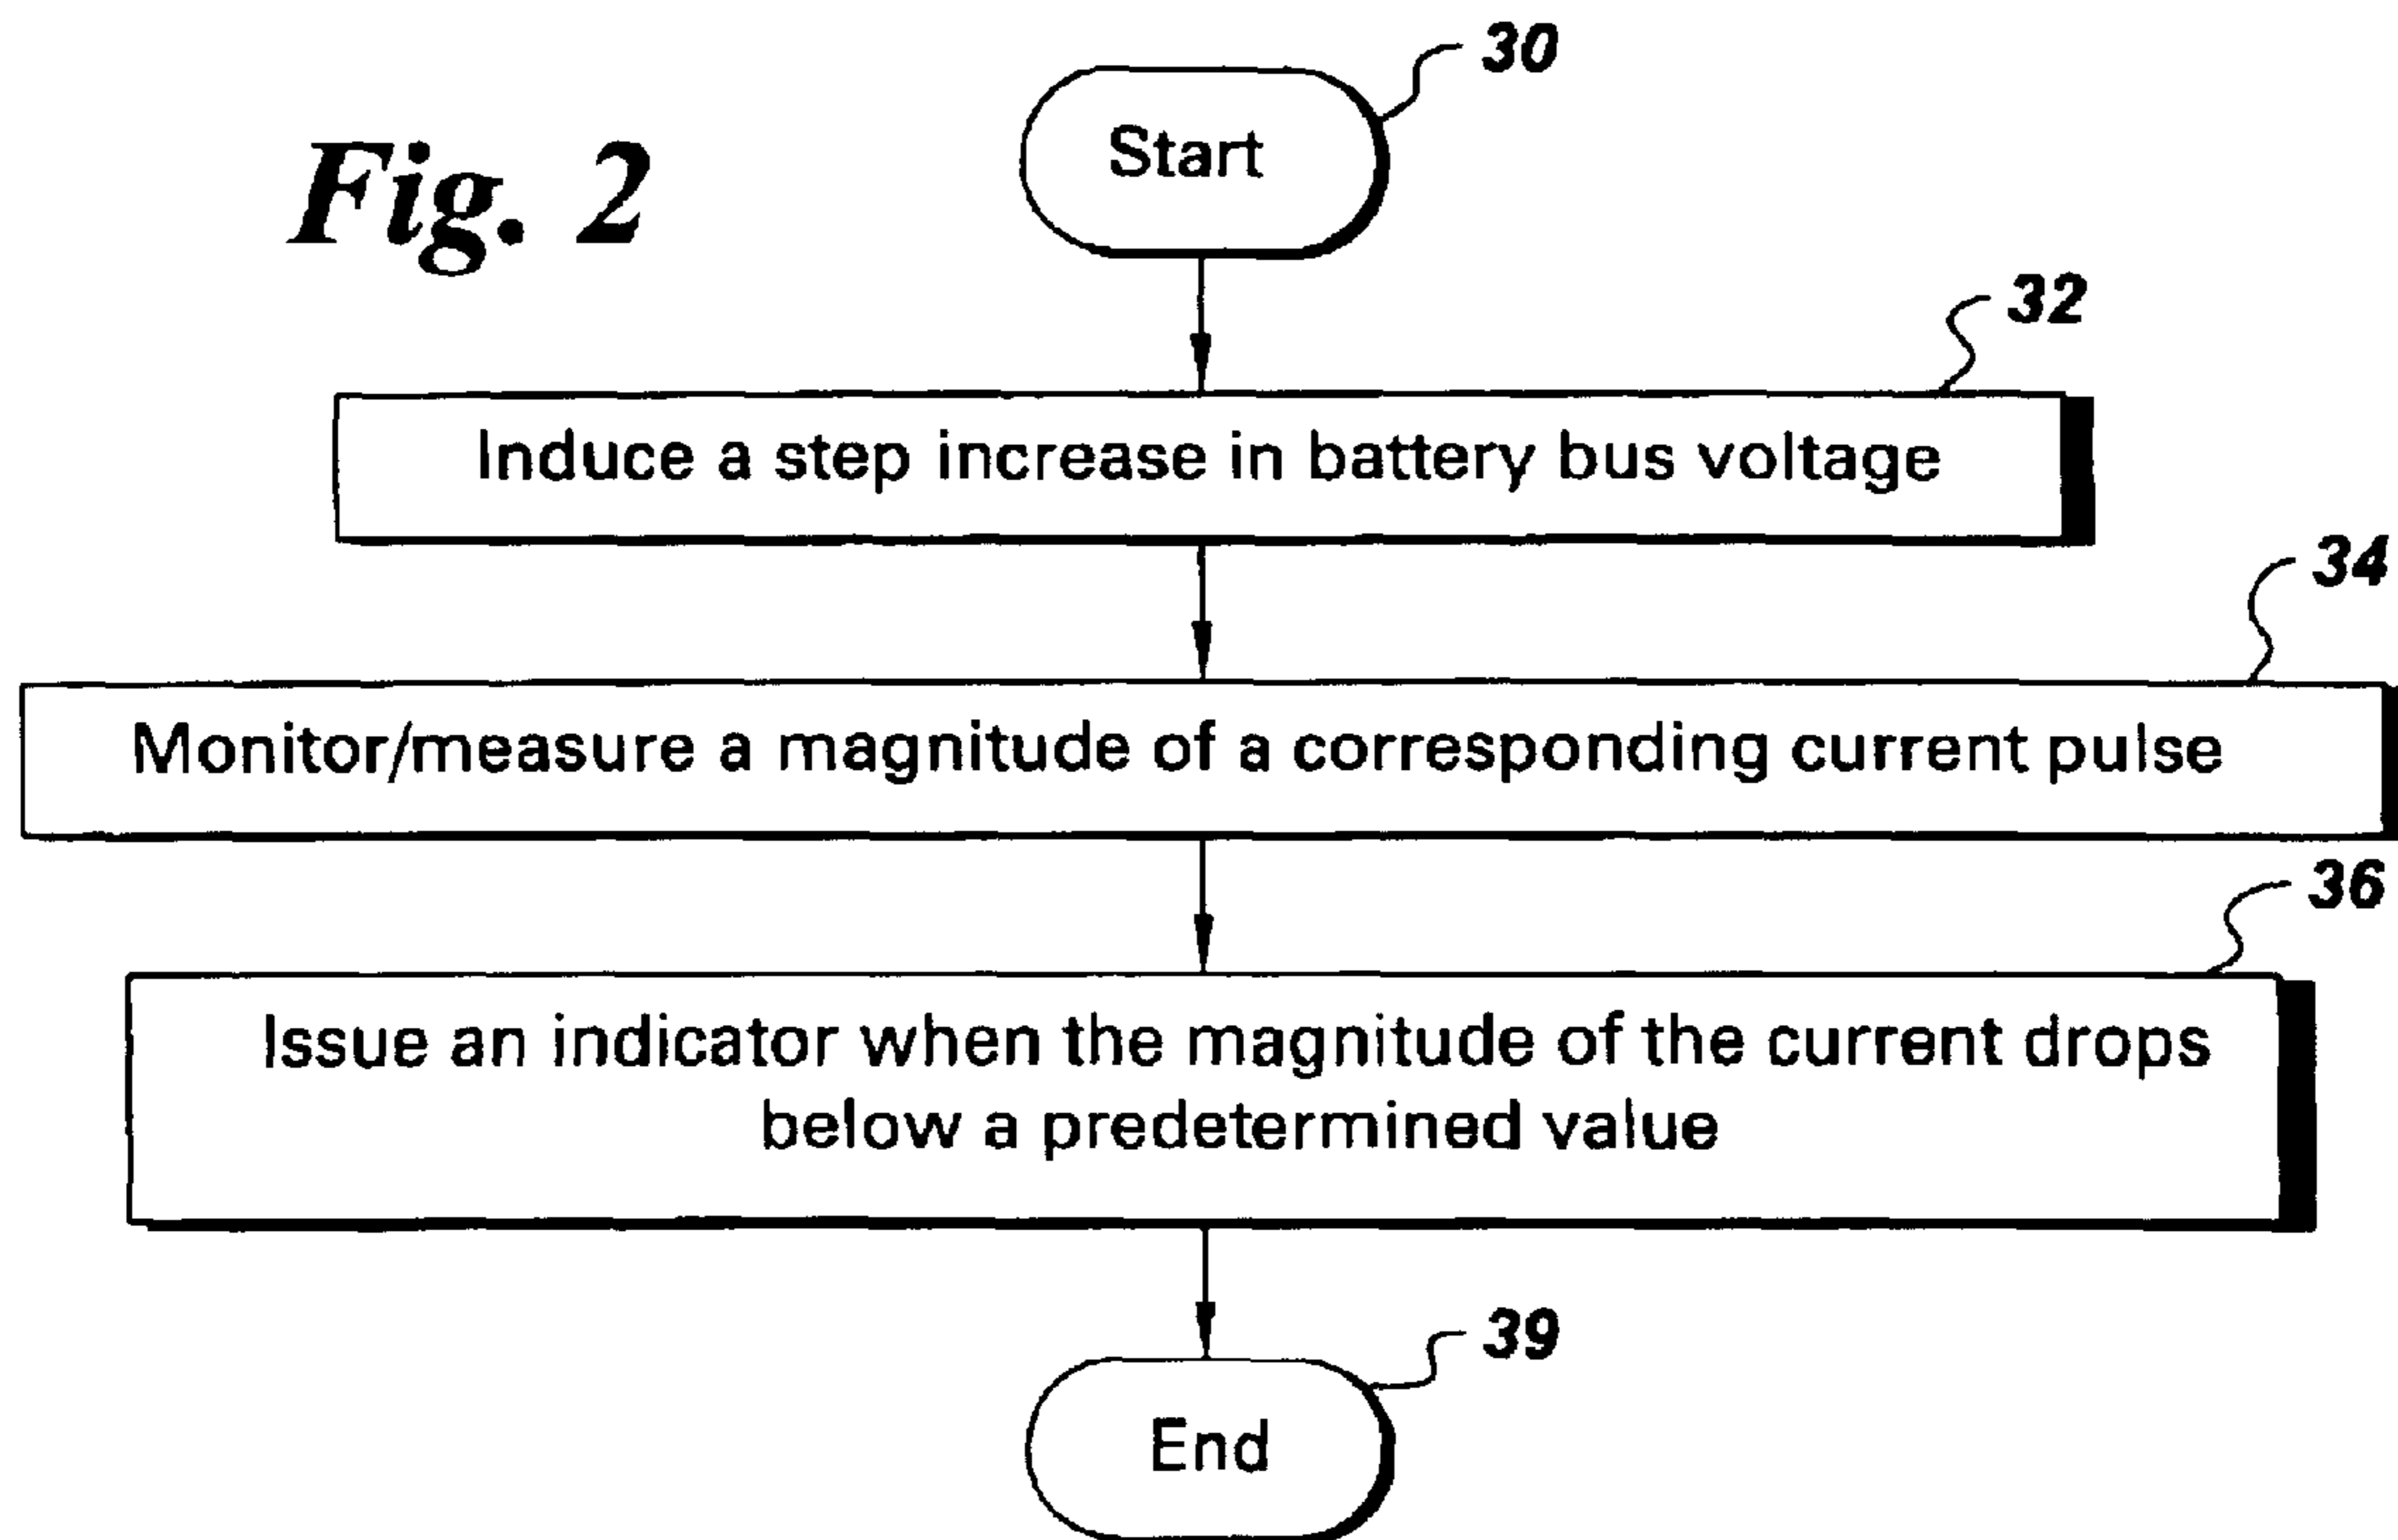 Fig. 2
30
Start
32
Induce a step increase in battery bus voltage
34
Monitor/measure a magnitude of a corresponding current pulse
36
Issue an indicator when the magnitude of the current drops
below a predetermined value
39
End